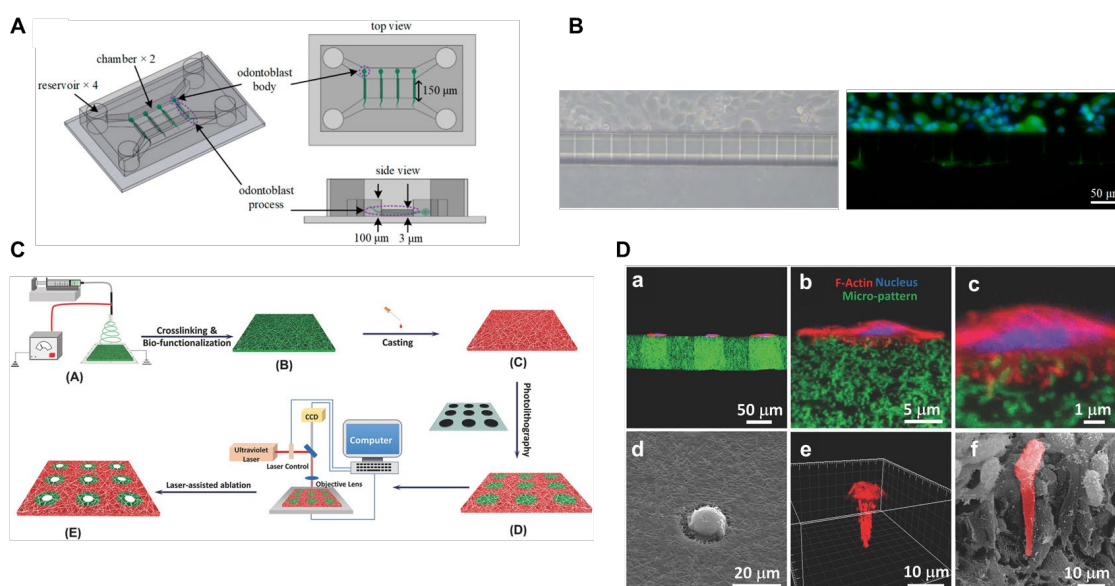 A
top view
chamber × 2
reservoir × 4
odontoblast
body
150 μm
side view
odontoblast
process
100 μm
3 μm
B
50 μm
C
Crosslinking &
Bio-functionalization
Casting
(A)
(B)
(C)
Photolithography
CCD
Computer
Ultraviolet
Laser
Laser Control
Objective Lens
Laser-assisted ablation
(E)
(D)
D
a
50 μm
b
F-Actin Nucleus
Micro-pattern
5 μm
c
1 μm
d
20 μm
e
10 μm
f
10 μm